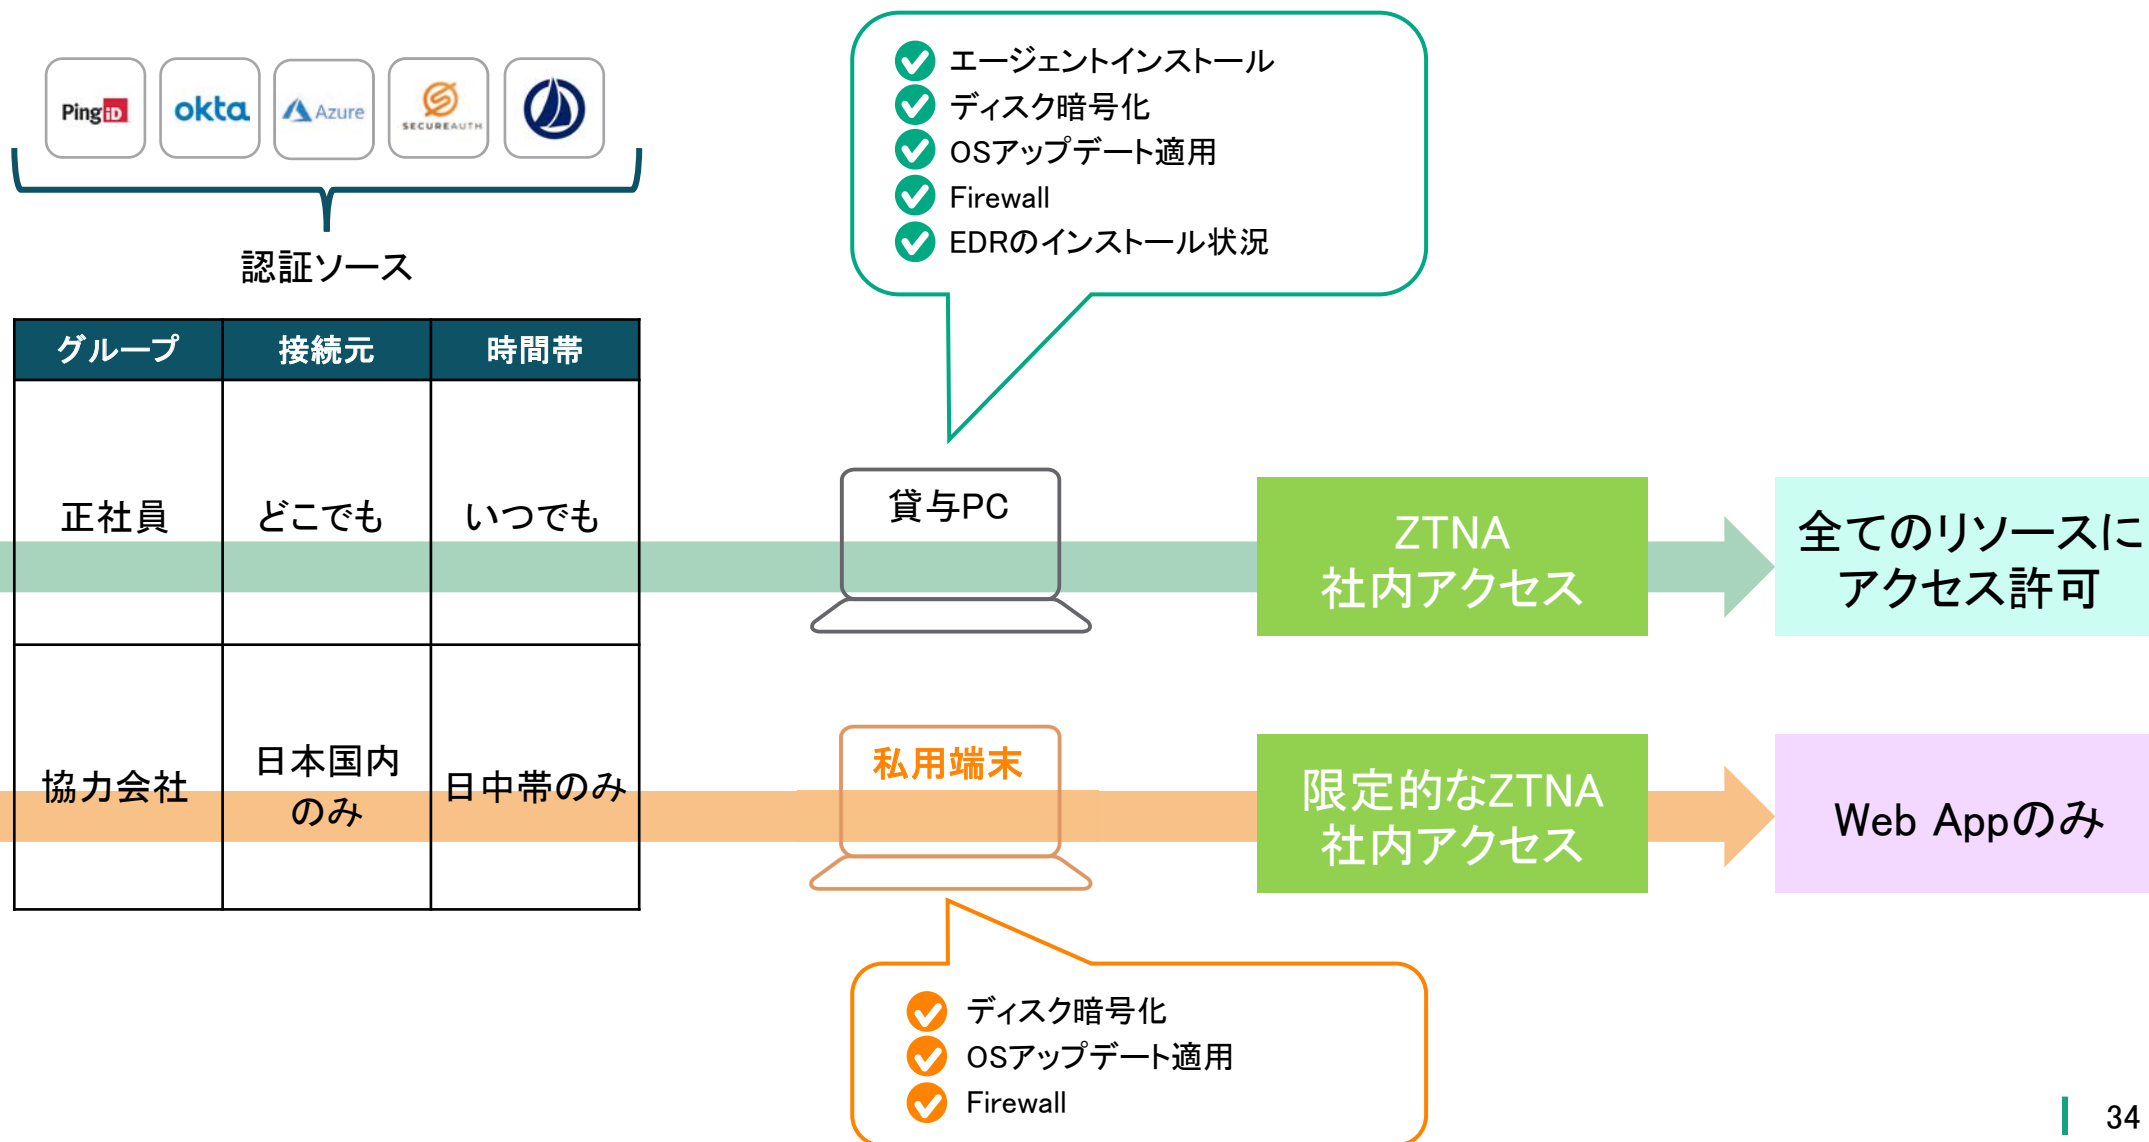 PingID
okta
Azure
SECUREAUTH
認証ソース
グループ
接続元
時間帯
正社員
どこでも
いつでも
協力会社
日本国内
のみ
日中帯のみ
エージェントインストール
ディスク暗号化
OSアップデート適用
Firewall
EDRのインストール状況
貸与PC
ZTNA
社内アクセス
全てのリソースに
アクセス許可
私用端末
限定的なZTNA
社内アクセス
Web Appのみ
ディスク暗号化
OSアップデート適用
Firewall
34